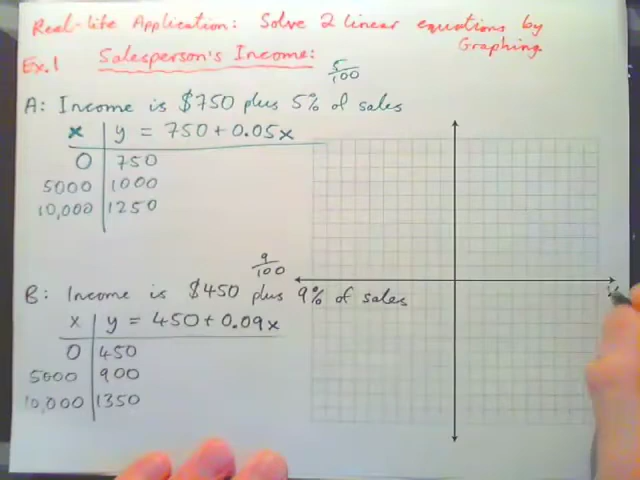 Real-life Application: Solve 2 linear equations by
Graphing
Ex.1 Salesperson's Income:
5/100
A: Income is $750 plus 5% of sales
x | y = 750+0.05x
0 | 750
5000 | 1000
10,000 | 1250
9/100
B: Income is $450 plus 9% of sales
x | y = 450+0.09x
0 | 450
5000 | 900
10,000 | 1350